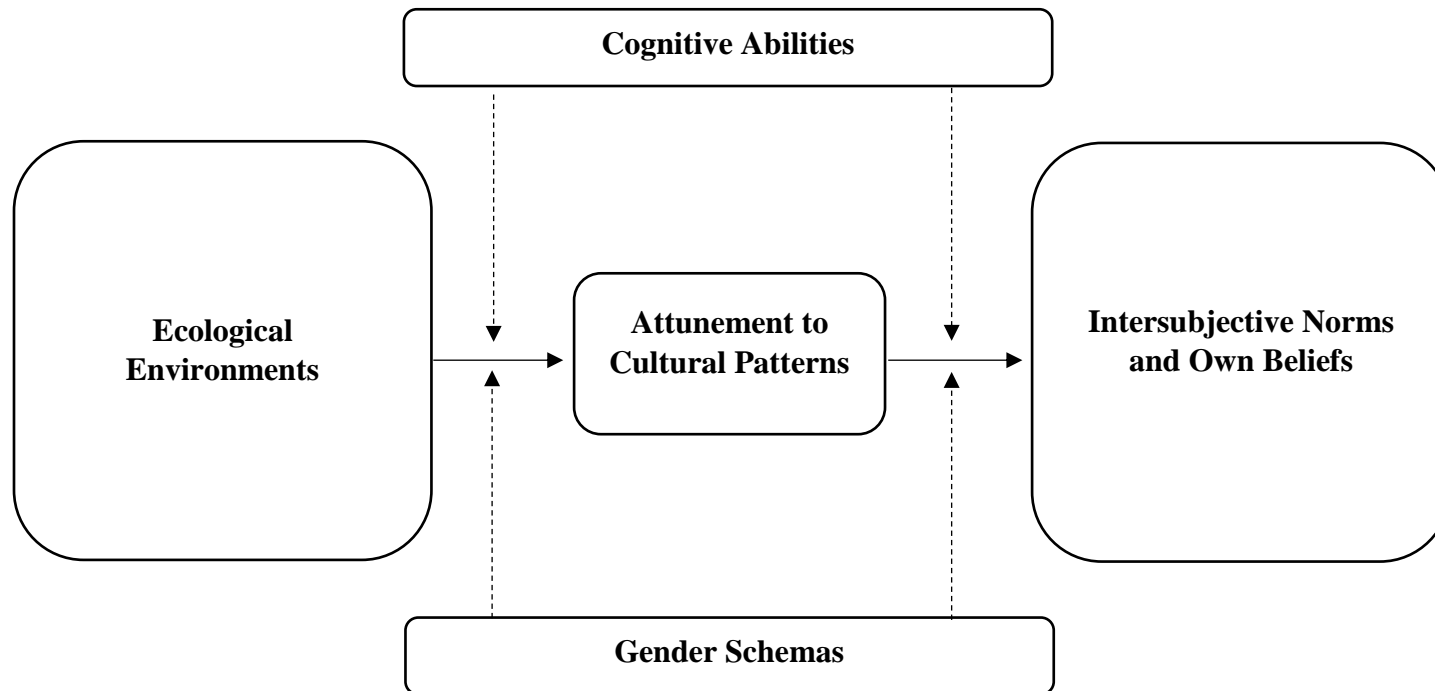 Cognitive Abilities
Ecological
Environments
Attunement to
Cultural Patterns
Intersubjective Norms
and Own Beliefs
Gender Schemas